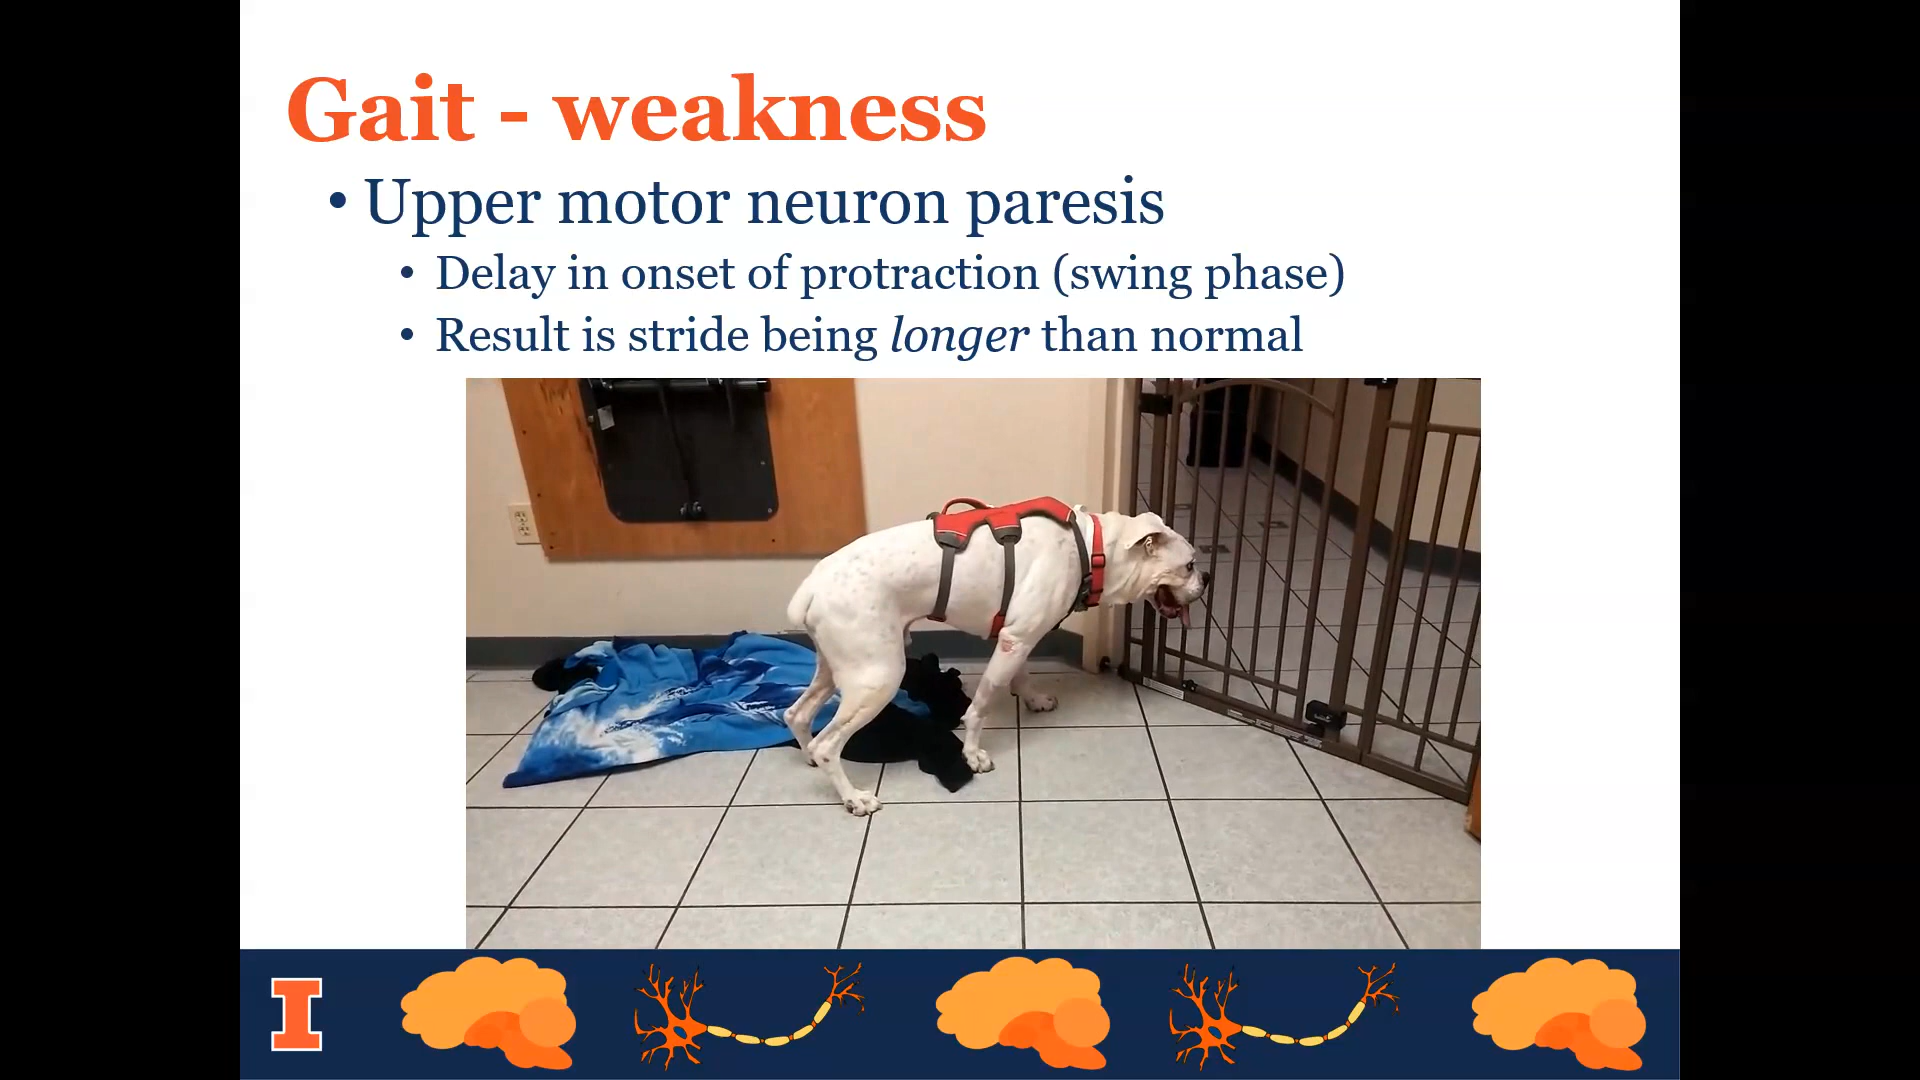 Gait - weakness
• Upper motor neuron paresis
• Delay in onset of protraction (swing phase)
• Result is stride being longer than normal
I